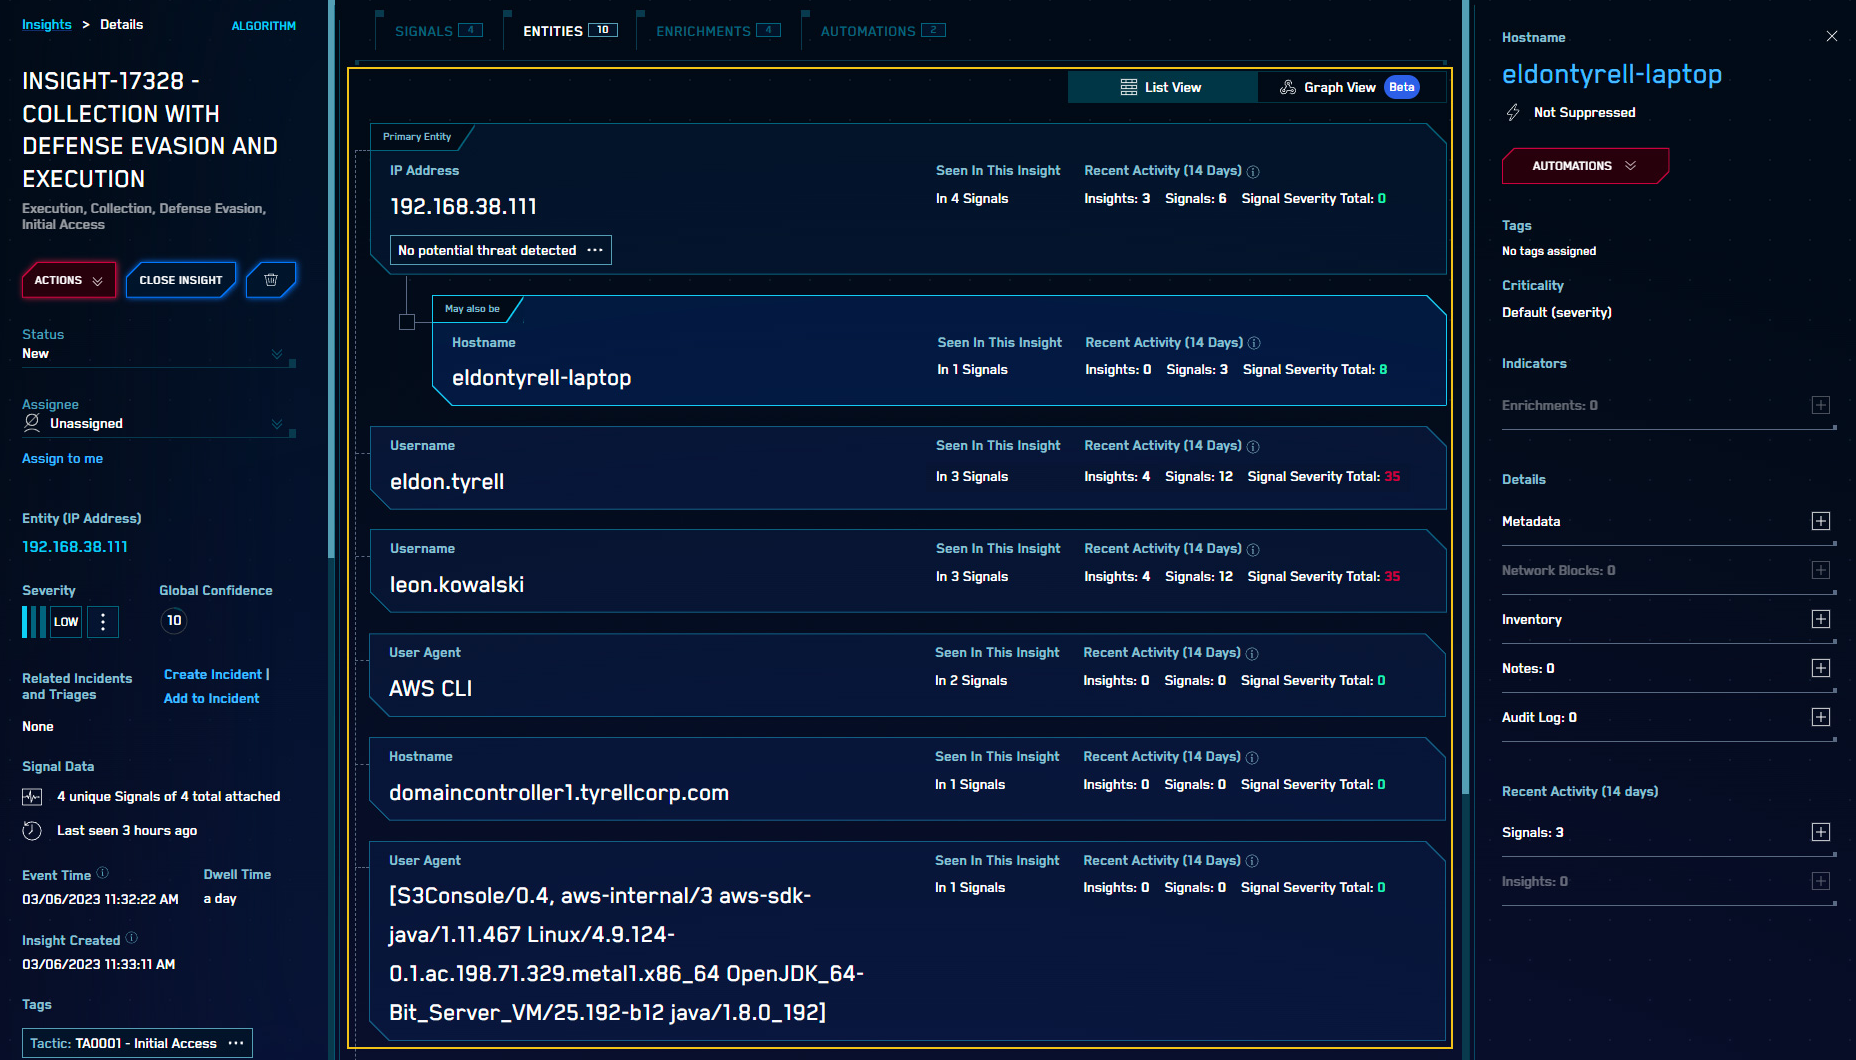 Insights > Details
ALGORITHM
INSIGHT-17328 -
COLLECTION WITH
DEFENSE EVASION AND
EXECUTION
Execution, Collection, Defense Evasion,
Initial Access
ACTIONS
CLOSE INSIGHT
Status
New
Assignee
Unassigned
Assign to me
Entity (IP Address)
192.168.38.111
Severity
Global Confidence
LOW
10
Related Incidents
and Triages
Create Incident |
Add to Incident
None
Signal Data
4 unique Signals of 4 total attached
Last seen 3 hours ago
Event Time
Dwell Time
03/06/2023 11:32:22 AM
a day
Insight Created
03/06/2023 11:33:11 AM
Tags
Tactic: TA0001 - Initial Access ...
SIGNALS 4
ENTITIES 10
ENRICHMENTS 4
AUTOMATIONS 2
List View
Graph View Beta
Primary Entity
IP Address
Seen In This Insight
Recent Activity (14 Days)
192.168.38.111
In 4 Signals
Insights: 3 Signals: 6 Signal Severity Total: 0
No potential threat detected ...
May also be
Hostname
Seen In This Insight
Recent Activity (14 Days)
eldontyrell-laptop
In 1 Signals
Insights: 0 Signals: 3 Signal Severity Total: 8
Username
Seen In This Insight
Recent Activity (14 Days)
eldon.tyrell
In 3 Signals
Insights: 4 Signals: 12 Signal Severity Total: 35
Username
Seen In This Insight
Recent Activity (14 Days)
leon.kowalski
In 3 Signals
Insights: 4 Signals: 12 Signal Severity Total: 35
User Agent
Seen In This Insight
Recent Activity (14 Days)
AWS CLI
In 2 Signals
Insights: 0 Signals: 0 Signal Severity Total: 0
Hostname
Seen In This Insight
Recent Activity (14 Days)
domaincontroller1.tyrellcorp.com
In 1 Signals
Insights: 0 Signals: 0 Signal Severity Total: 0
User Agent
Seen In This Insight
Recent Activity (14 Days)
In 1 Signals
Insights: 0 Signals: 0 Signal Severity Total: 0
[S3Console/0.4, aws-internal/3 aws-sdk-
java/1.11.467 Linux/4.9.124-
0.1.ac.198.71.329.metal1.x86_64 OpenJDK_64-
Bit_Server_VM/25.192-b12 java/1.8.0_192]
Hostname
eldontyrell-laptop
Not Suppressed
AUTOMATIONS
Tags
No tags assigned
Criticality
Default (severity)
Indicators
Enrichments: 0
Details
Metadata
Network Blocks: 0
Inventory
Notes: 0
Audit Log: 0
Recent Activity (14 days)
Signals: 3
Insights: 0